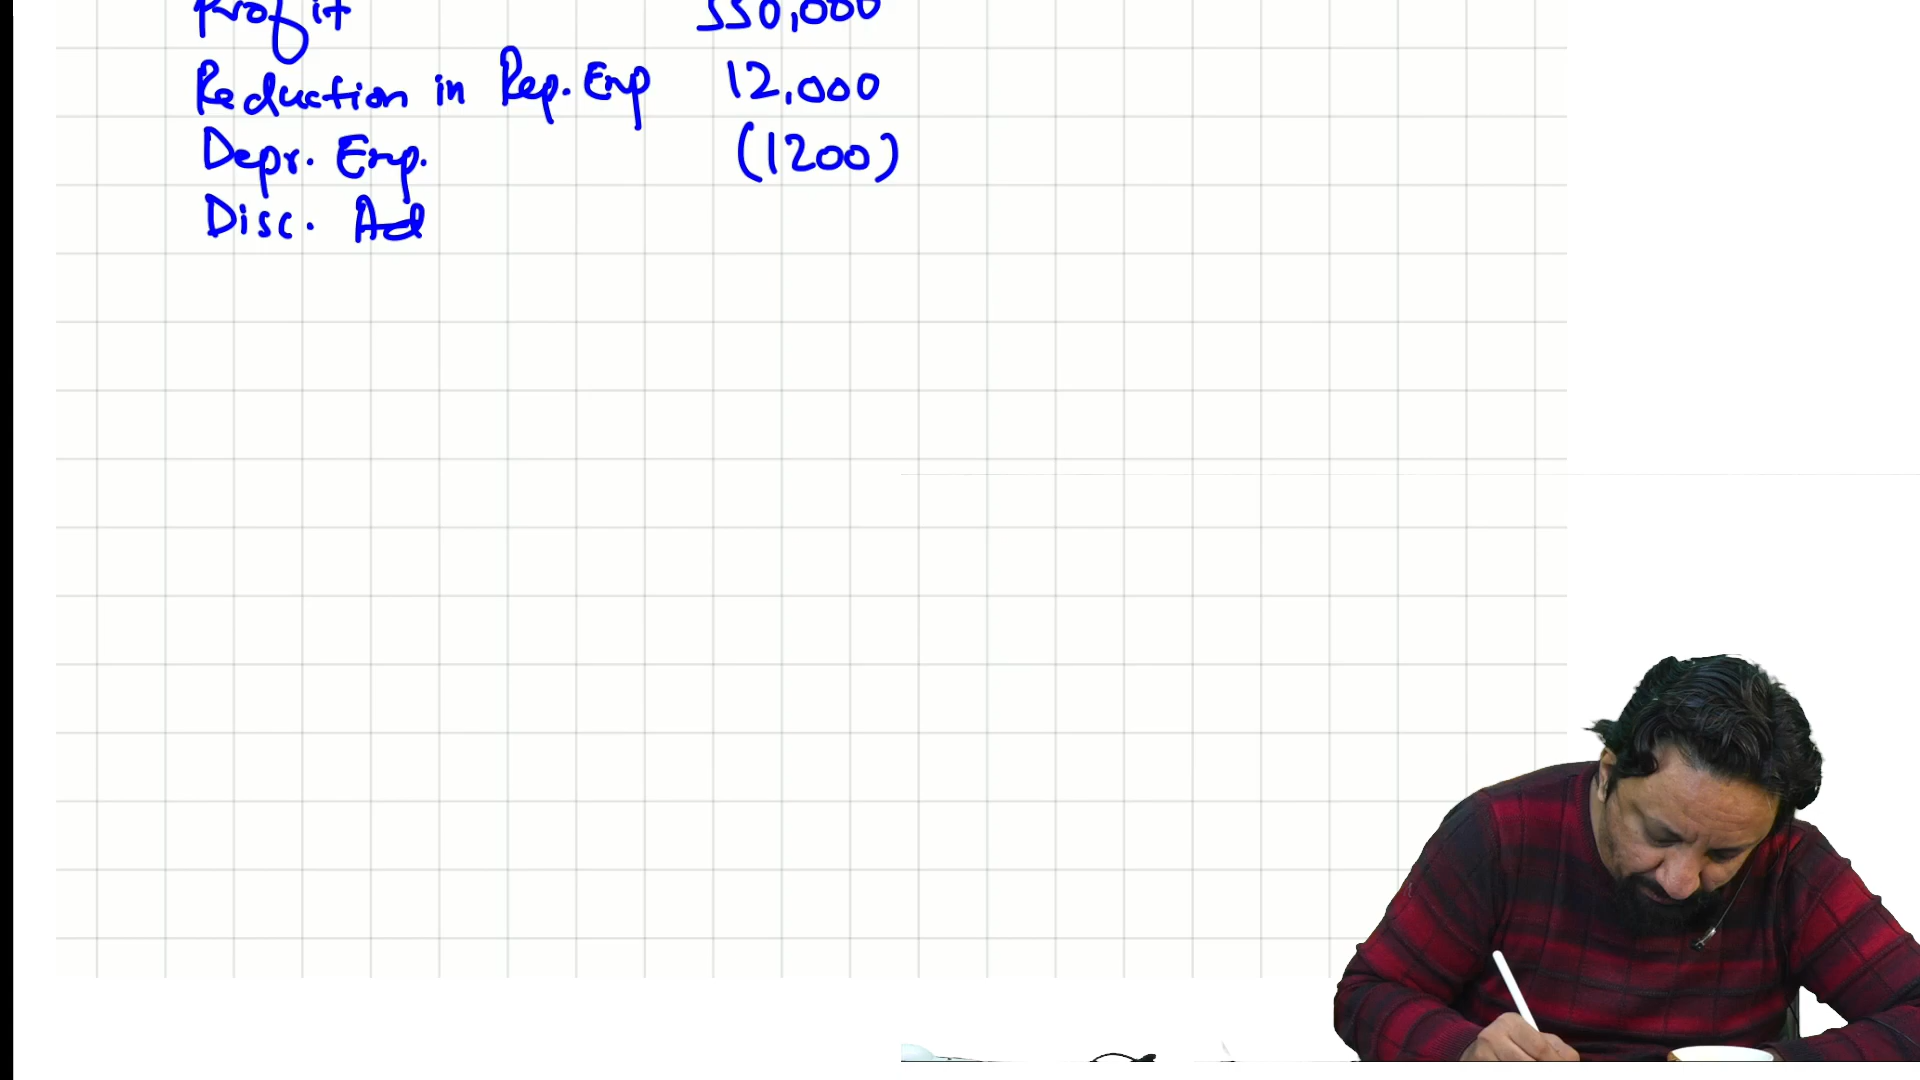 Profit 550,000
Reduction in Rep. Exp 12,000
Depr. Exp. (1200)
Disc. Ad